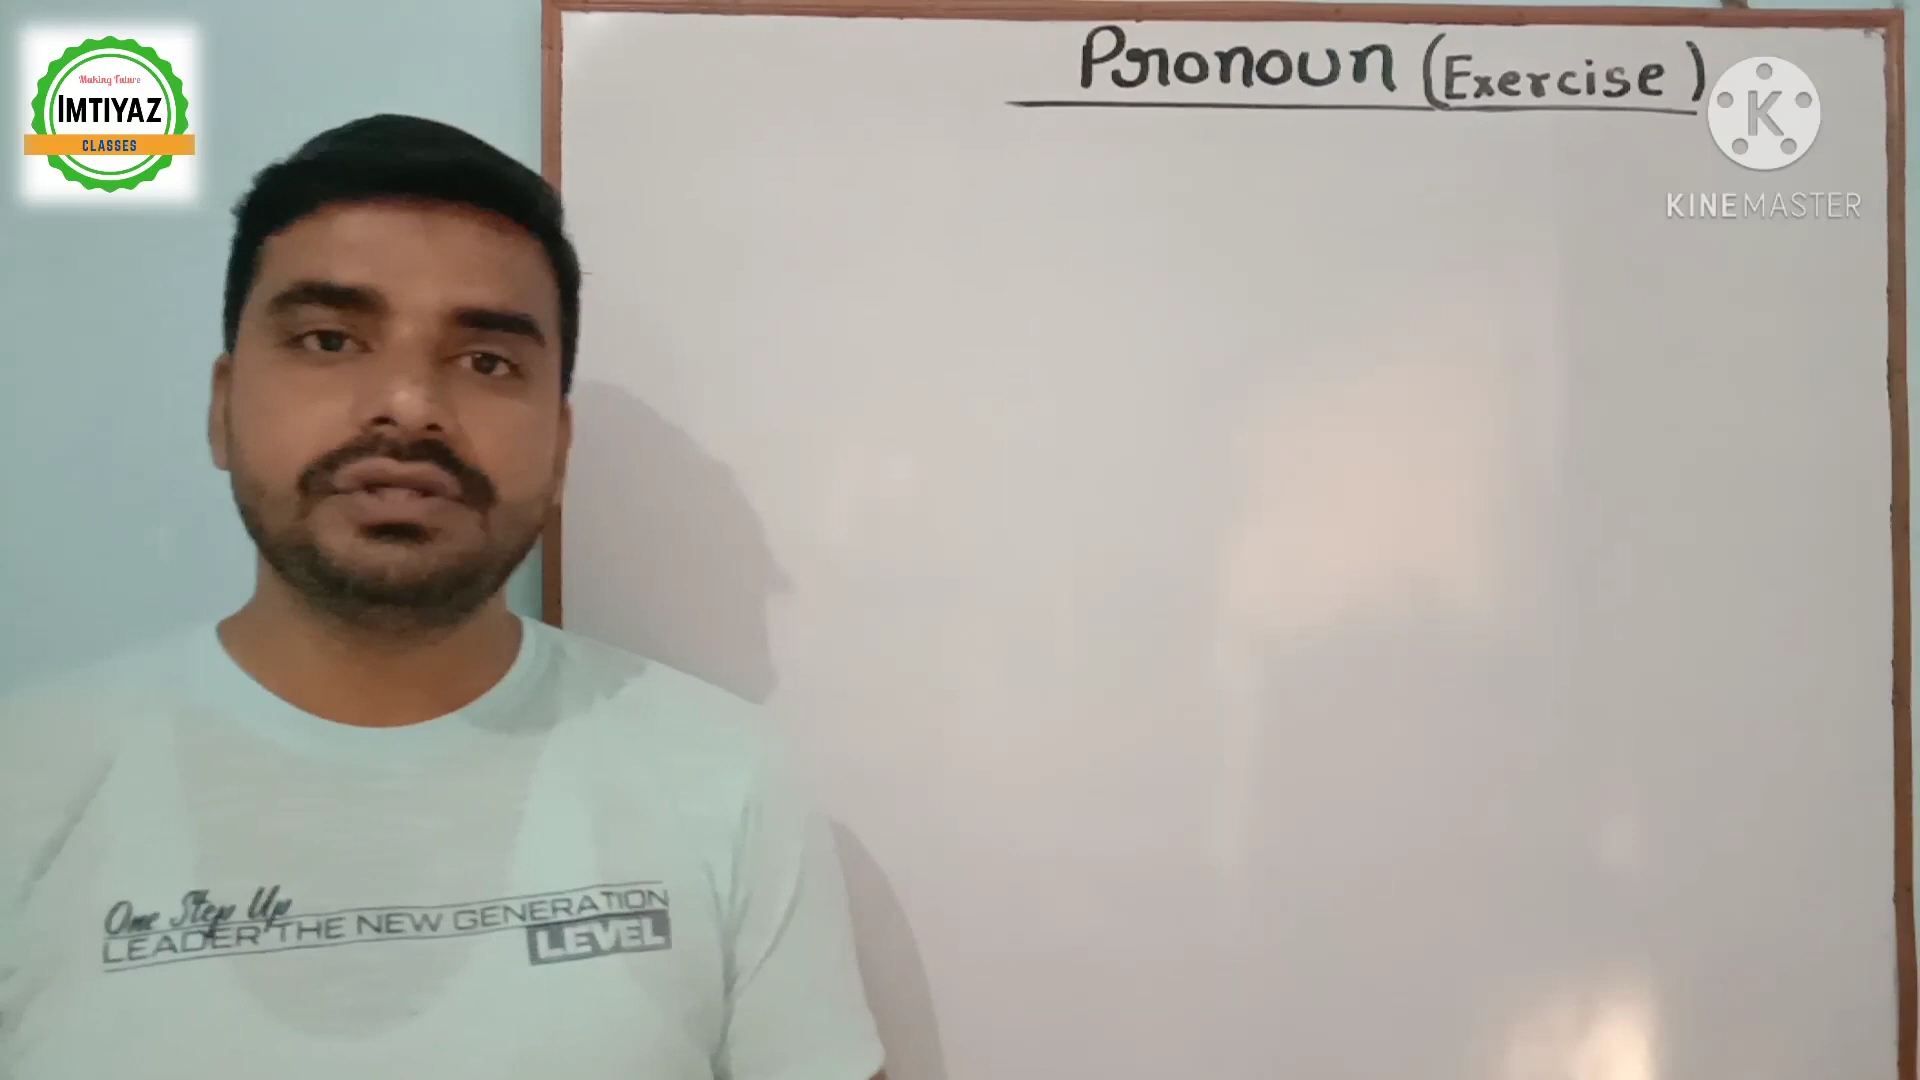 Making Future
IMTIYAZ
CLASSES
Pronoun (Exercise)
K
KINEMASTER
One Step Up
LEADER THE NEW GENERATION
LEVEL